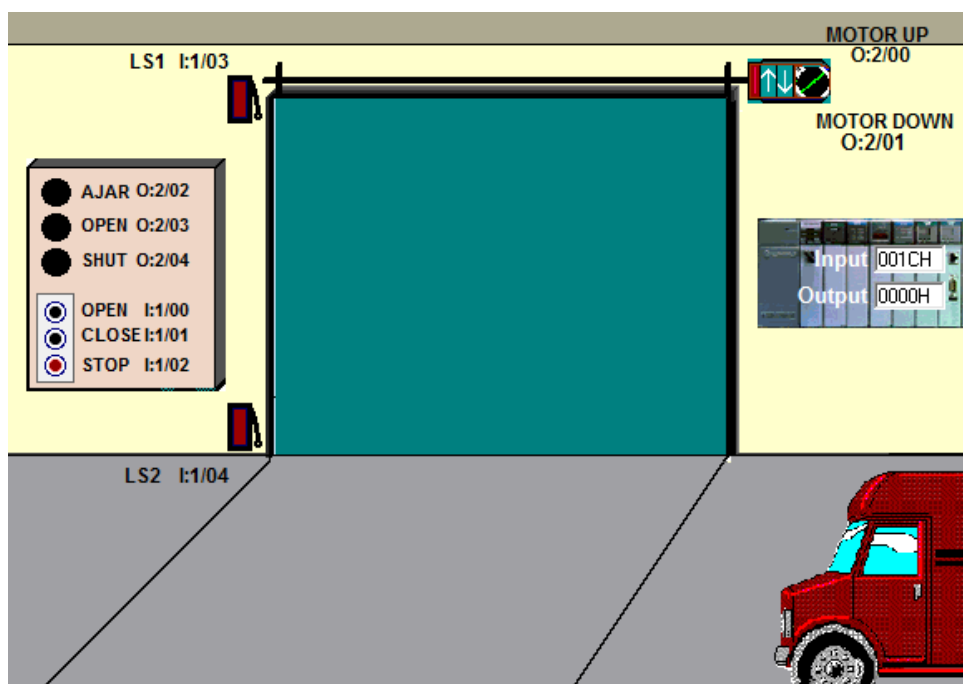 MOTOR UP
O:2/00
LS1 I:1/03
MOTOR DOWN
O:2/01
AJAR O:2/02
OPEN O:2/03
SHUT O:2/04
OPEN I:1/00
CLOSE I:1/01
STOP I:1/02
Input 001CH
Output 0000H
LS2 I:1/04